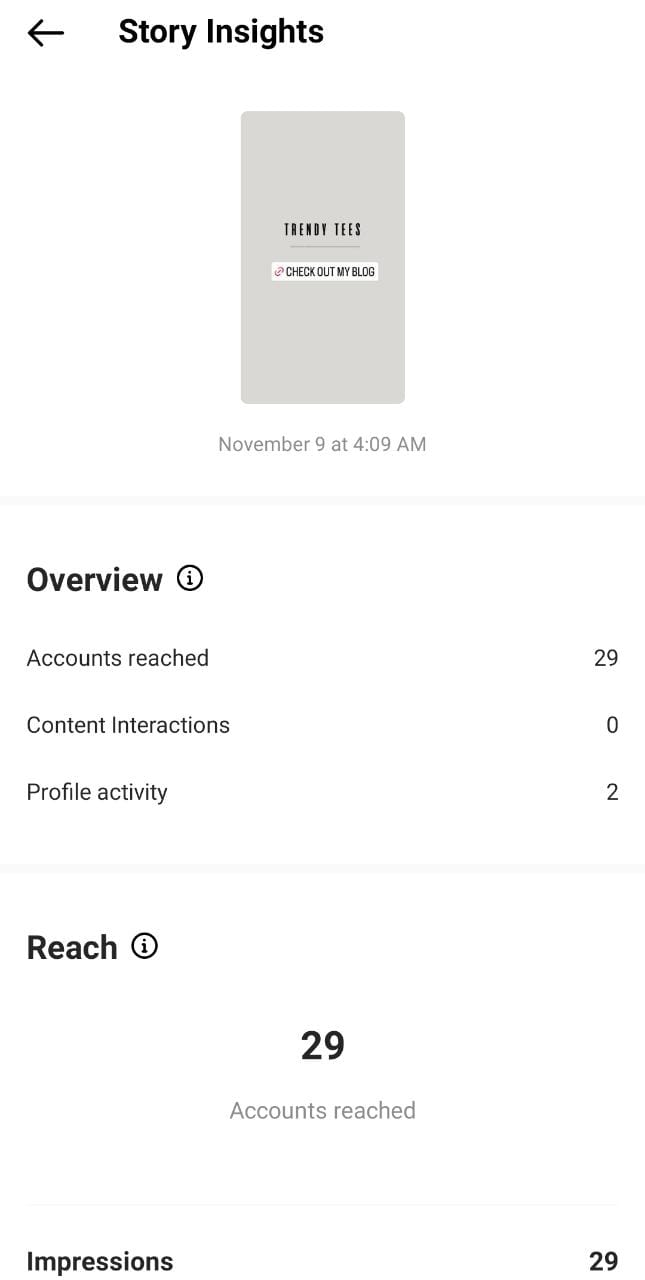 Story Insights
TRENDY TEES
CHECK OUT MY BLOG
November 9 at 4:09 AM
Overview
Accounts reached 29
Content Interactions 0
Profile activity 2
Reach
29
Accounts reached
Impressions 29